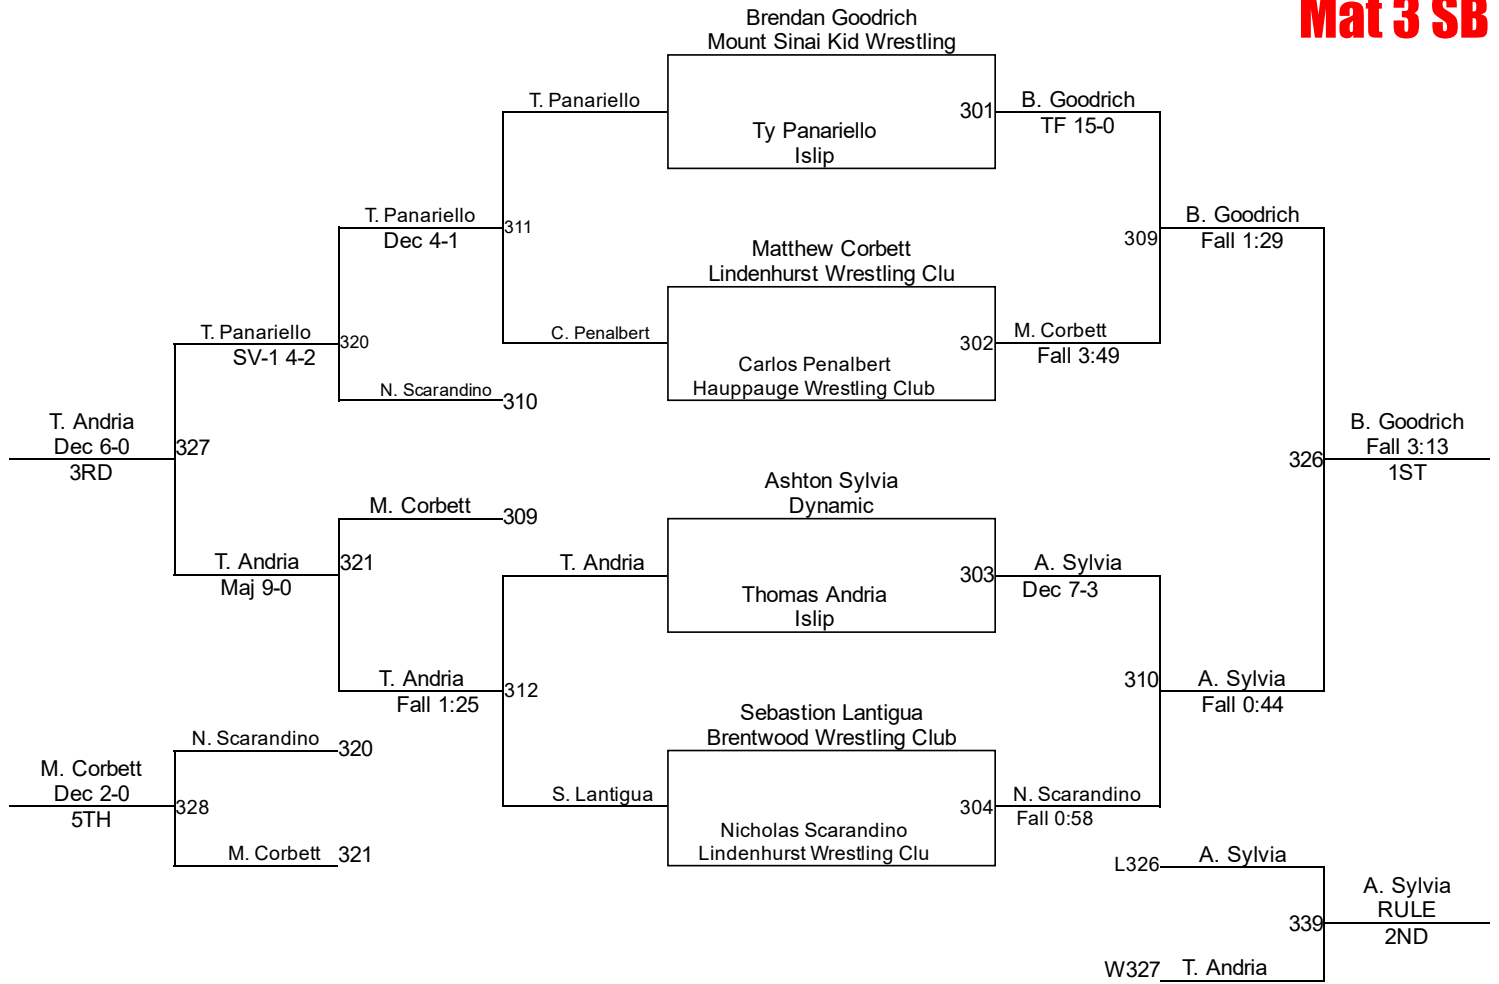 Mat 3 SB
Brendan Goodrich
Mount Sinai Kid Wrestling
T. Panariello
301
B. Goodrich
TF 15-0
Ty Panariello
Islip
T. Panariello
Dec 4-1
311
B. Goodrich
Fall 1:29
309
Matthew Corbett
Lindenhurst Wrestling Clu
T. Panariello
SV-1 4-2
320
C. Penalbert
302
M. Corbett
Fall 3:49
Carlos Penalbert
Hauppauge Wrestling Club
N. Scarandino
310
T. Andria
Dec 6-0
3RD
327
B. Goodrich
Fall 3:13
1ST
326
Ashton Sylvia
Dynamic
M. Corbett
309
T. Andria
Maj 9-0
321
T. Andria
303
A. Sylvia
Dec 7-3
Thomas Andria
Islip
T. Andria
Fall 1:25
312
310
A. Sylvia
Fall 0:44
Sebastion Lantigua
Brentwood Wrestling Club
N. Scarandino
320
M. Corbett
Dec 2-0
5TH
328
S. Lantigua
304
N. Scarandino
Fall 0:58
Nicholas Scarandino
Lindenhurst Wrestling Clu
M. Corbett
321
L326
A. Sylvia
A. Sylvia
RULE
2ND
339
W327
T. Andria